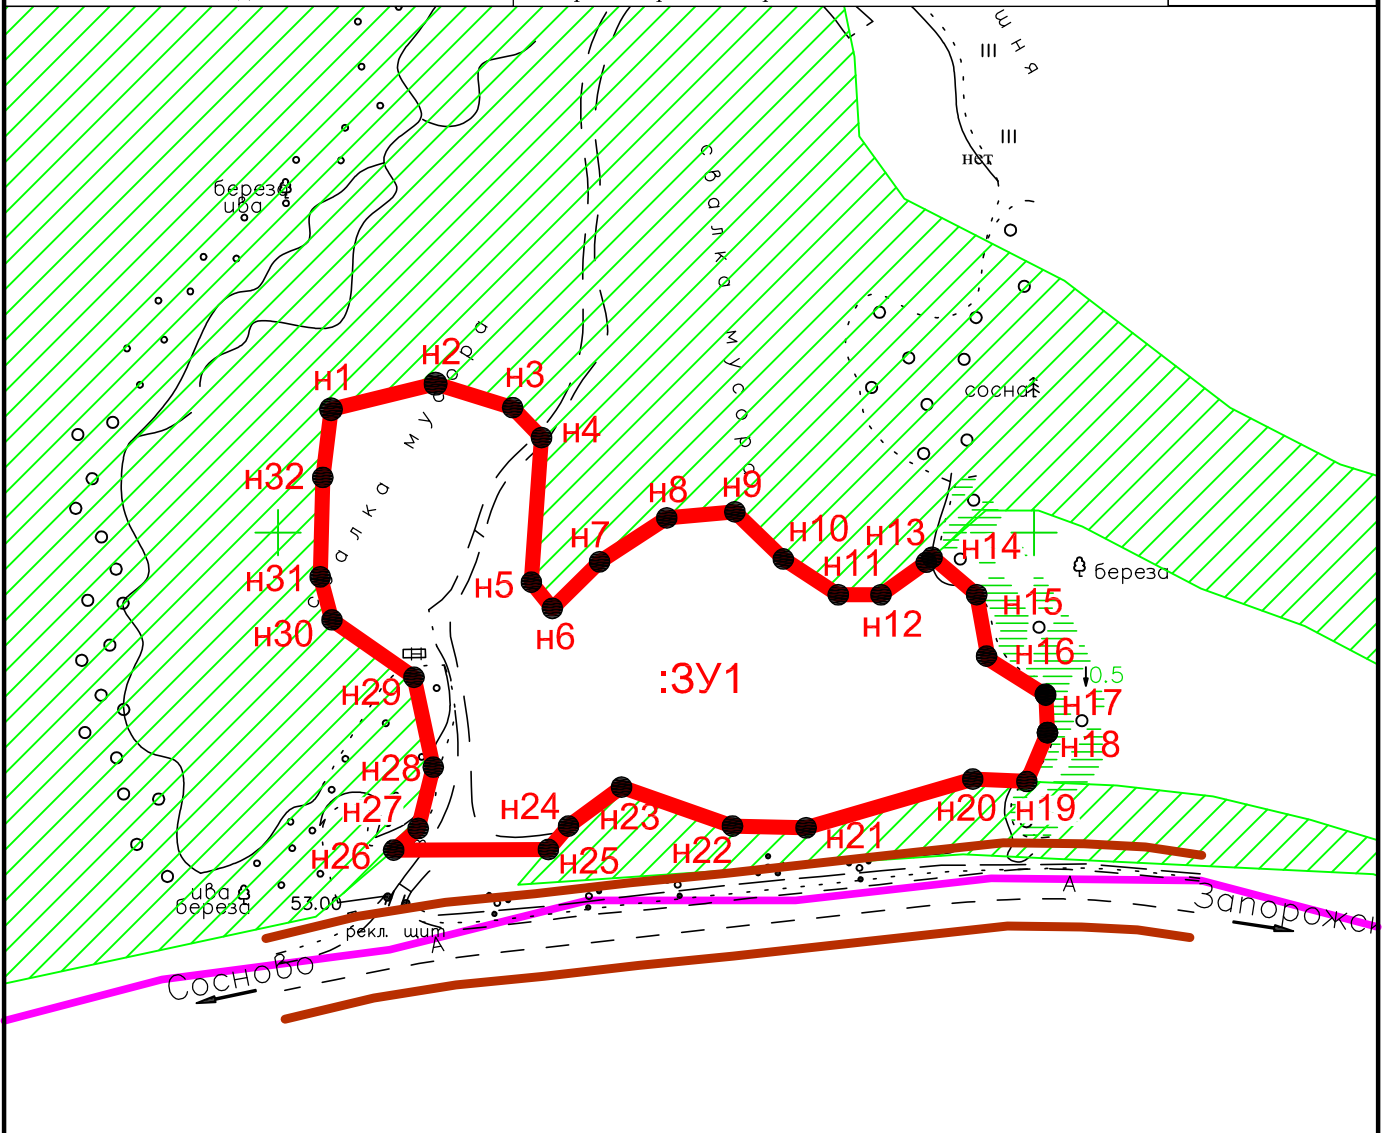 шня
нет
береза
ива
свалка мусора
свалка мусора
сосна
н1
н2
н3
н4
н5
н6
н7
н8
н9
н10
н11
н12
н13
н14
н15
н16
н17
н18
н19
н20
н21
н22
н23
н24
н25
н26
н27
н28
н29
н30
н31
н32
:ЗУ1
береза
0.5
ива
береза
53.00
рекл. щит
А
А
Сосново
Запорожск